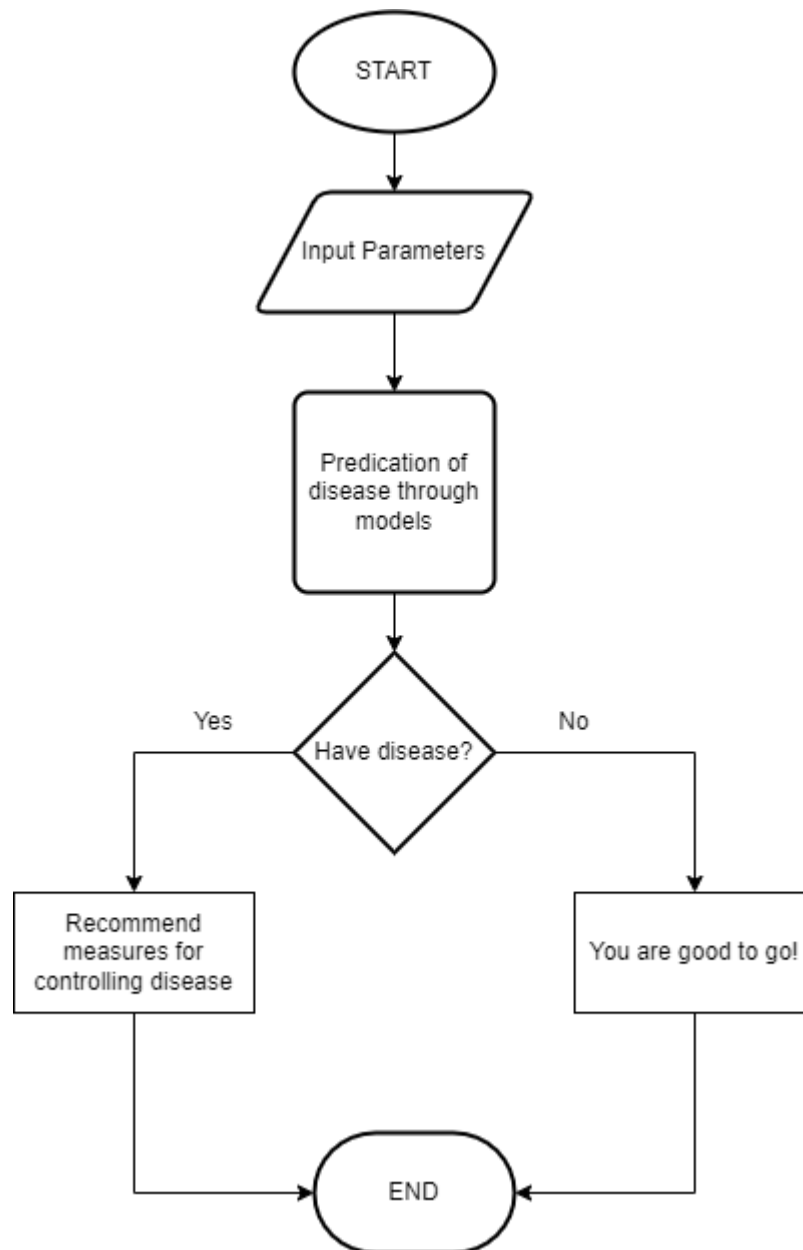 START
Input Parameters
Predication of
disease through
models
Yes
No
Have disease?
Recommend
measures for
controlling disease
You are good to go!
END